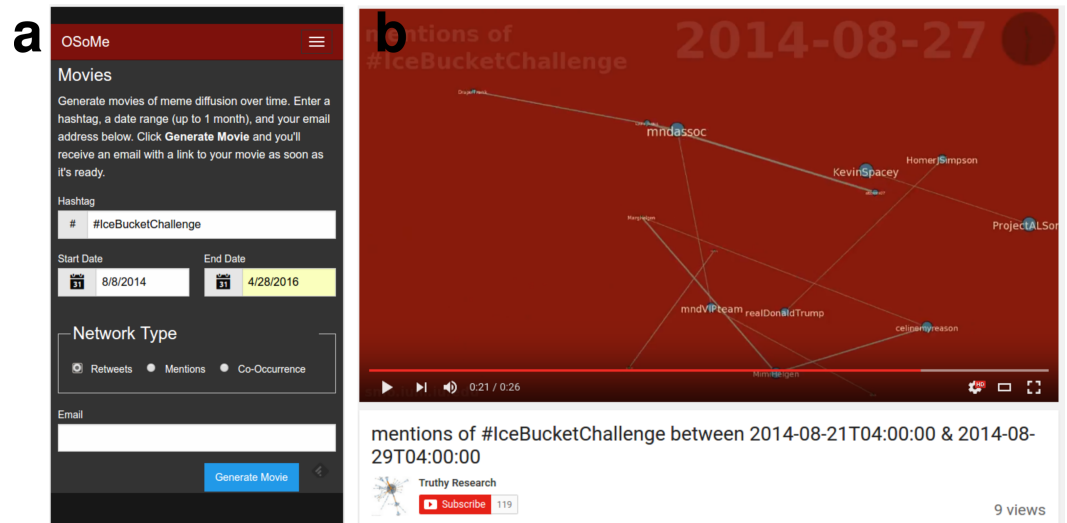 a
OSoMe
Movies
Generate movies of meme diffusion over time. Enter a
hashtag, a date range (up to 1 month), and your email
address below. Click Generate Movie and you'll
receive an email with a link to your movie as soon as
it's ready.
Hashtag
# #IceBucketChallenge
Start Date End Date
31 8/8/2014 31 4/28/2016
Network Type
Retweets Mentions Co-Occurrence
Email
Generate Movie
b
mentions of
#IceBucketChallenge
2014-08-27
mndassoc
HomerJSimpson
KevinSpacey
ProjectALSor
mndVIPteam
realDonaldTrump
celinemyreason
0:21 / 0:26
HD
mentions of #IceBucketChallenge between 2014-08-21T04:00:00 & 2014-08-
29T04:00:00
Truthy Research
Subscribe 119
9 views